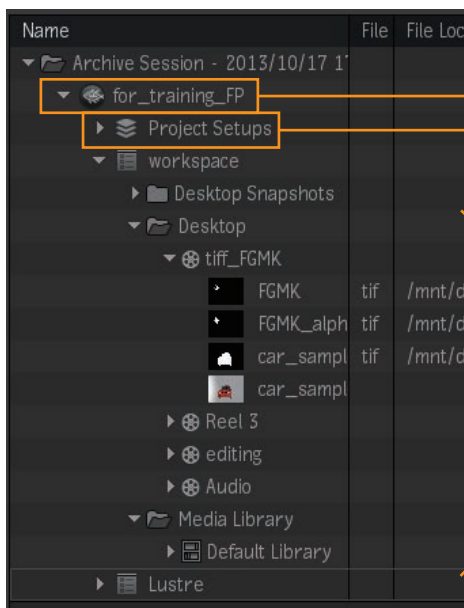 Name File File Loc
Archive Session - 2013/10/17 1
for_training_FP
Project Setups
workspace
Desktop Snapshots
Desktop
tiff_FGMK
FGMK tif /mnt/d
FGMK_alph tif /mnt/d
car_sampl tif /mnt/d
car_sampl
Reel 3
editing
Audio
Media Library
Default Library
Lustre